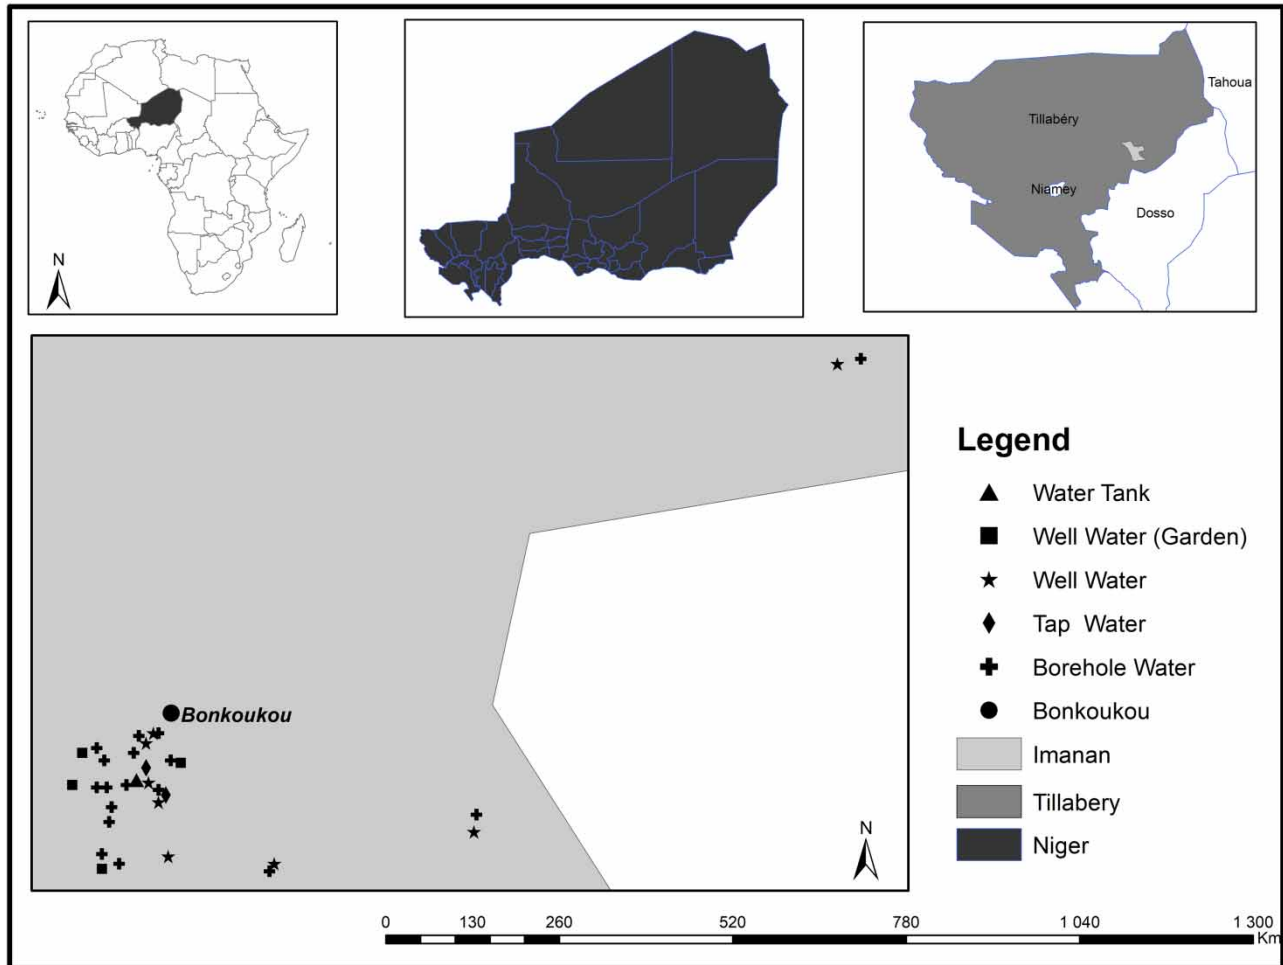 N
Tahoua
Tillabéry
Niamey
Dosso
Bonkoukou
N
Legend
Water Tank
Well Water (Garden)
Well Water
Tap Water
Borehole Water
Bonkoukou
Imanan
Tillabery
Niger
0 130 260 520 780 1 040 1 300
Km